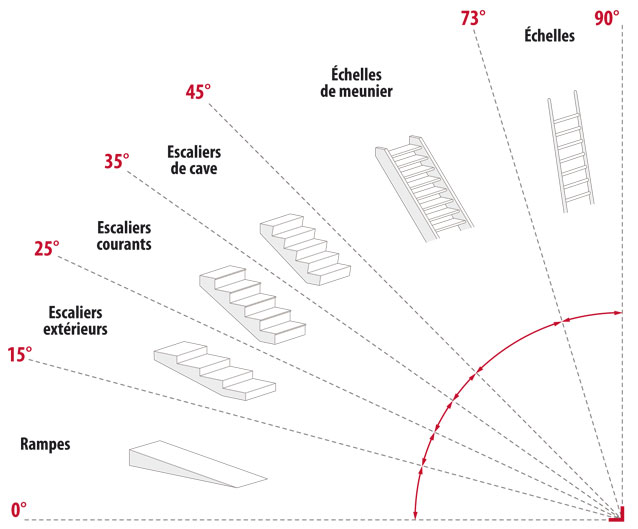 73°
90°
Échelles
Échelles
de meunier
45°
Escaliers
de cave
35°
Escaliers
courants
25°
Escaliers
extérieurs
15°
Rampes
0°